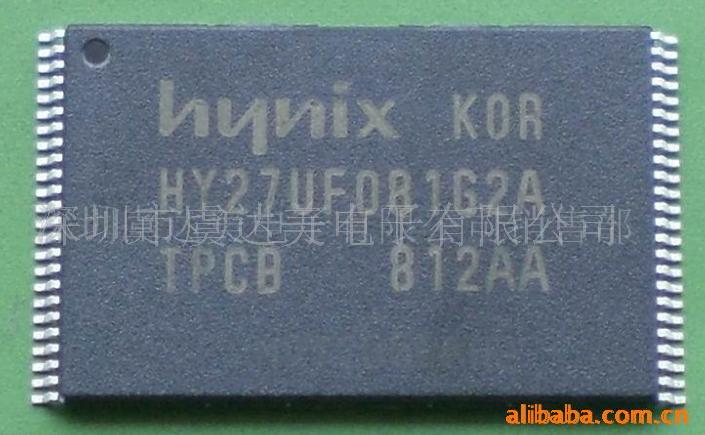 hynix KOR
HY27UF081G2A
TPCB 812AA
alibaba.com.cn